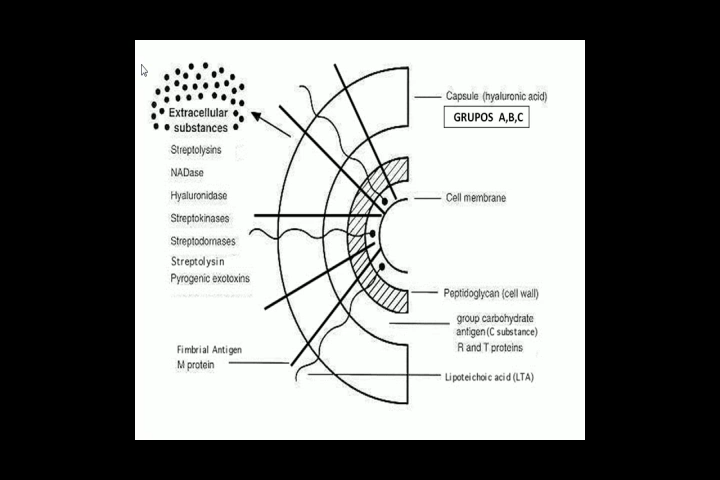 Extracellular
substances
Streptolysins
NADase
Hyaluronidase
Streptokinases
Streptodornases
Streptolysin
Pyrogenic exotoxins
Fimbrial Antigen
M protein
Capsule (hyaluronic acid)
GRUPOS A,B,C
Cell membrane
Peptidoglycan (cell wall)
group carbohydrate
antigen (C substance)
R and T proteins
Lipoteichoic acid (LTA)